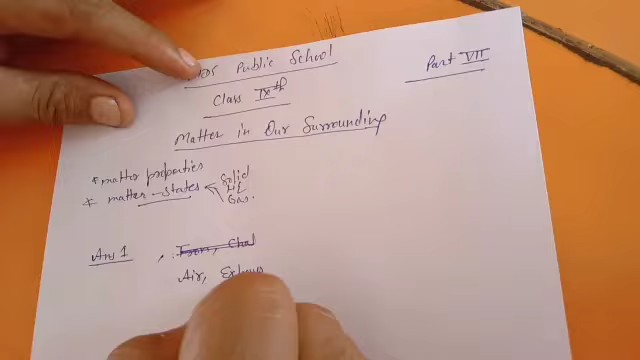 Public School
Part VII
Class IXth
Matter in Our Surrounding
* matter properties
* matter - states
Solid
Gas.
Ans 1
Air,